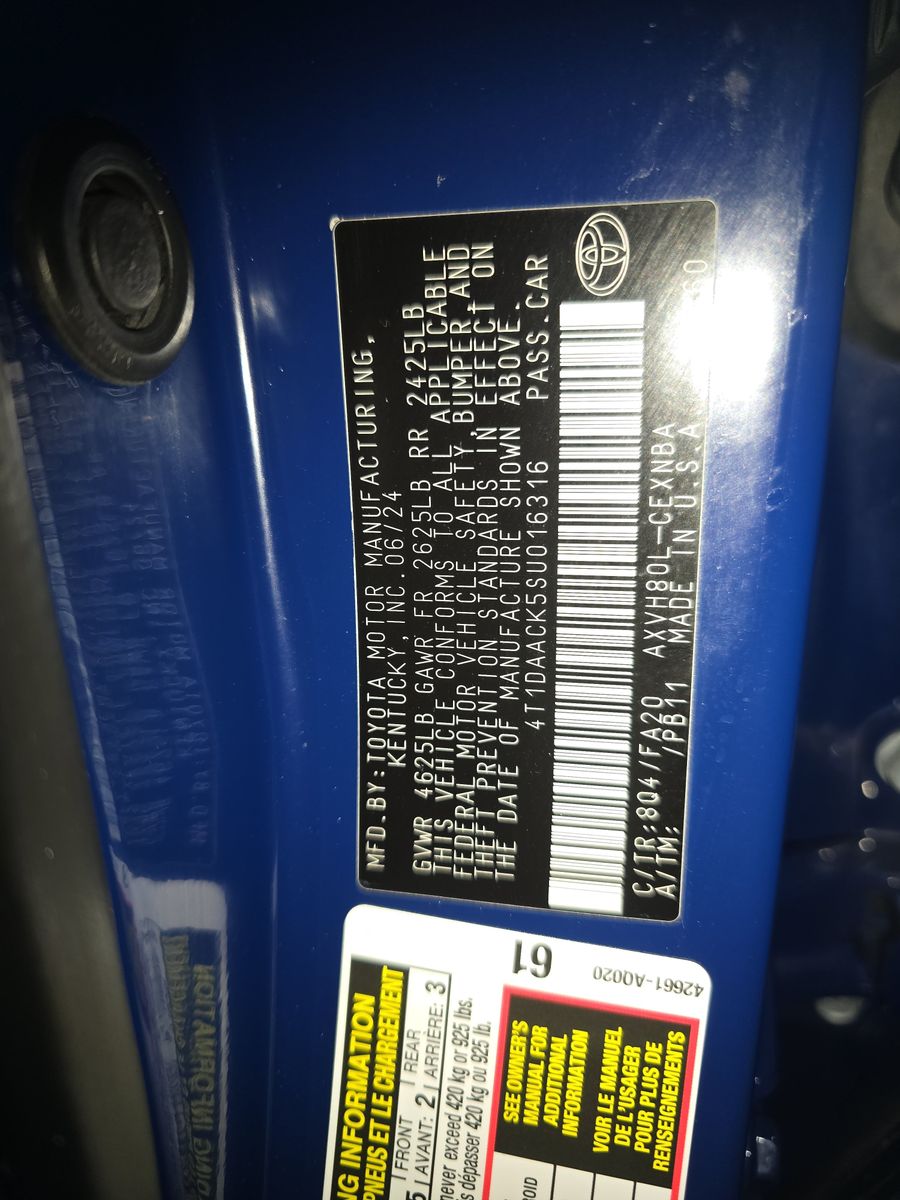 MFD.BY:TOYOTA MOTOR MANUFACTURING,
KENTUCKY, INC. 06/24
GVWR 4625LB GAWR FR 2625LB RR 2425LB
THIS VEHICLE CONFORMS TO ALL APPLICABLE
FEDERAL MOTOR VEHICLE SAFETY, BUMPER, AND
THEFT PREVENTION STANDARDS IN EFFECT ON
THE DATE OF MANUFACTURE SHOWN ABOVE.
4T1DAACK5SU016316 PASS.CAR
C/TR:8Q4/FA20 AXVH80L-CEXNBA
A/TM: /PB11 MADE IN U.S.A
60
61
42661-A0020
INFORMATION
PNEUS ET LE CHARGEMENT
FRONT
AVANT: 2
REAR
ARRIÈRE: 3
never exceed 420 kg or 925 lbs.
dépasser 420 kg ou 925 lb.
SEE OWNER'S
MANUAL FOR
ADDITIONAL
INFORMATION
VOIR LE MANUEL
DE L'USAGER
POUR PLUS DE
RENSEIGNEMENTS